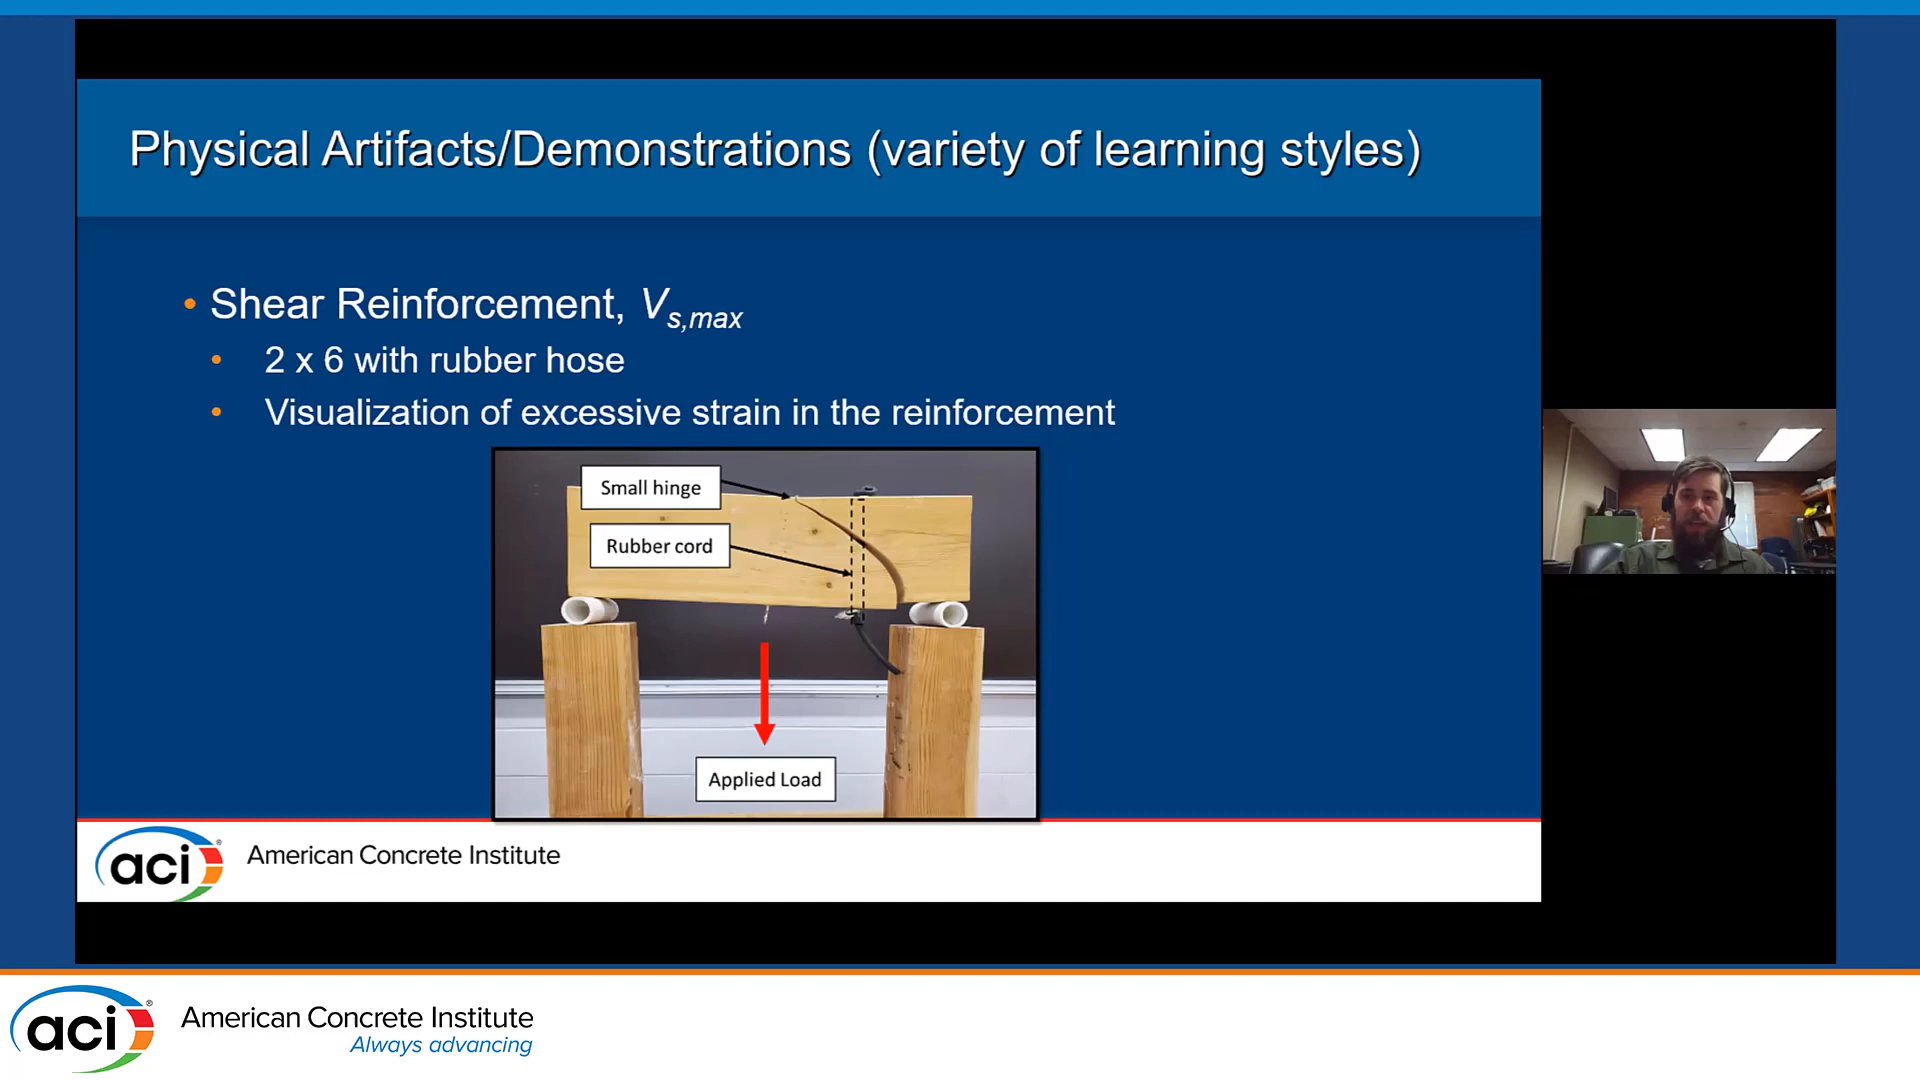 Physical Artifacts/Demonstrations (variety of learning styles)
• Shear Reinforcement, Vs,max
• 2 x 6 with rubber hose
• Visualization of excessive strain in the reinforcement
Small hinge
Rubber cord
Applied Load
aci®
American Concrete Institute
aci®
American Concrete Institute
Always advancing